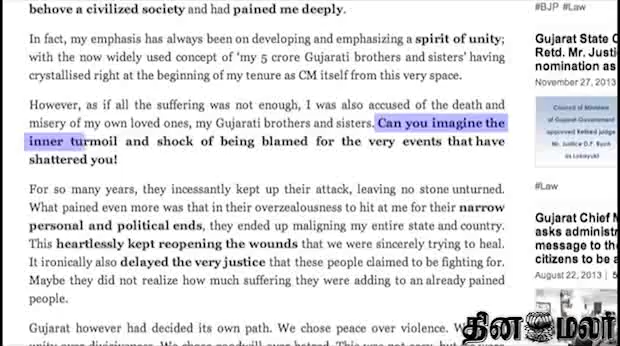 behove a civilized society and had pained me deeply.
In fact, my emphasis has always been on developing and emphasizing a spirit of unity;
with the now widely used concept of ‘my 5 crore Gujarati brothers and sisters’ having
crystallised right at the beginning of my tenure as CM itself from this very space.
However, as if all the suffering was not enough, I was also accused of the death and
misery of my own loved ones, my Gujarati brothers and sisters. Can you imagine the
inner turmoil and shock of being blamed for the very events that have
shattered you!
For so many years, they incessantly kept up their attack, leaving no stone unturned.
What pained even more was that in their overzealousness to hit at me for their narrow
personal and political ends, they ended up maligning my entire state and country.
This heartlessly kept reopening the wounds that we were sincerely trying to heal.
It ironically also delayed the very justice that these people claimed to be fighting for.
Maybe they did not realize how much suffering they were adding to an already pained
people.
Gujarat however had decided its own path. We chose peace over violence. W
#BJP #Law
Gujarat State C
Retd. Mr. Justi
nomination as
November 27, 2013 |
Council of Ministers
of Gujarat Government
approved Retired judge
Mr. Justice D.P. Buch
as Lokayukt
#Law
Gujarat Chief M
asks administr
message to the
citizens to be a
August 22, 2013 | 5
தினமலர்